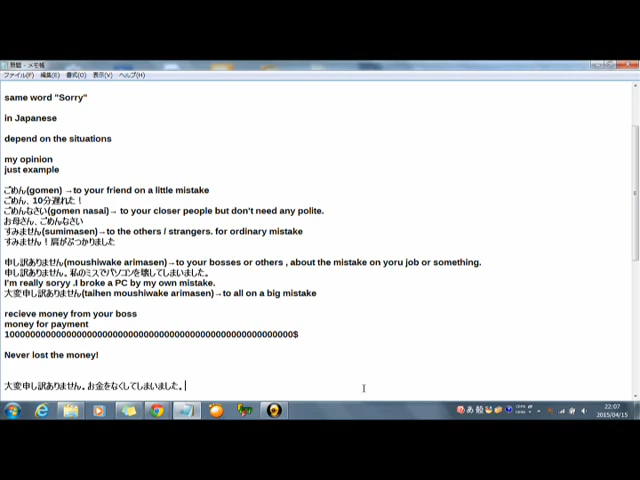 無題 - メモ帳
ファイル(F) 編集(E) 書式(O) 表示(V) ヘルプ(H)
same word "Sorry"
in Japanese
depend on the situations
my opinion
just example
ごめん(gomen) →to your friend on a little mistake
ごめん、10分遅れた！
ごめんなさい(gomen nasai)→ to your closer people but don't need any polite.
お母さん、ごめんなさい
すみません(sumimasen)→to the others / strangers. for ordinary mistake
すみません！肩がぶっかりました
申し訳ありません(moushiwake arimasen)→to your bosses or others , about the mistake on yoru job or something.
申し訳ありません。私のミスでパソコンを壊してしまいました。
I'm really soryy .I broke a PC by my own mistake.
大変申し訳ありません(taihen moushiwake arimasen)→to all on a big mistake
recieve money from your boss
money for payment
Never lost the money!
大変申し訳ありません。お金をなくしてしまいました。
あ 般
22:07
2015/04/15